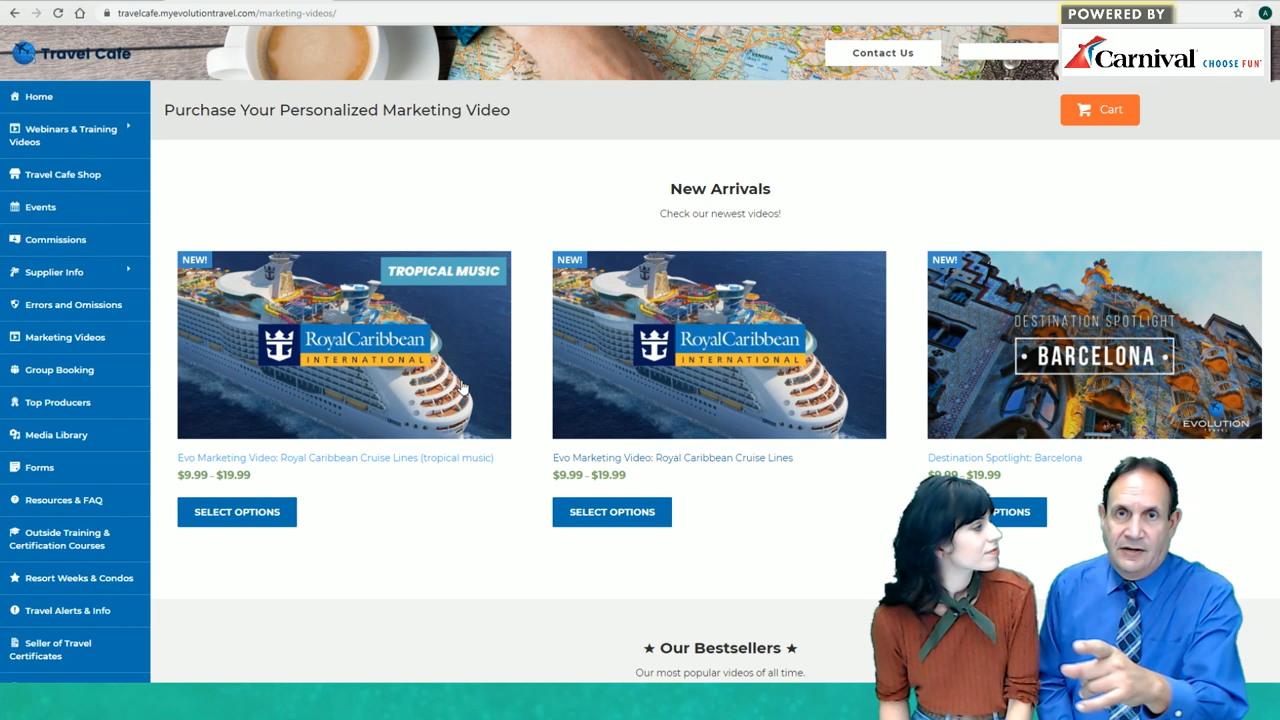 travelcafe.myevolutiontravel.com/marketing-videos/
A
POWERED BY
Carnival CHOOSE FUN
Travel Cafe
Contact Us
Home
Webinars & Training
Videos
Travel Cafe Shop
Events
Commissions
Supplier Info
Errors and Omissions
Marketing Videos
Group Booking
Top Producers
Media Library
Forms
Resources & FAQ
Outside Training &
Certification Courses
Resort Weeks & Condos
Travel Alerts & Info
Seller of Travel
Certificates
Purchase Your Personalized Marketing Video
Cart
New Arrivals
Check our newest videos!
NEW!
TROPICAL MUSIC
RoyalCaribbean
INTERNATIONAL
Evo Marketing Video: Royal Caribbean Cruise Lines (tropical music)
$9.99 - $19.99
SELECT OPTIONS
NEW!
RoyalCaribbean
INTERNATIONAL
Evo Marketing Video: Royal Caribbean Cruise Lines
$9.99 - $19.99
SELECT OPTIONS
NEW!
DESTINATION SPOTLIGHT
BARCELONA
EVOLUTION
Destination Spotlight: Barcelona
$9.99 - $19.99
★ Our Bestsellers ★
Our most popular videos of all time.